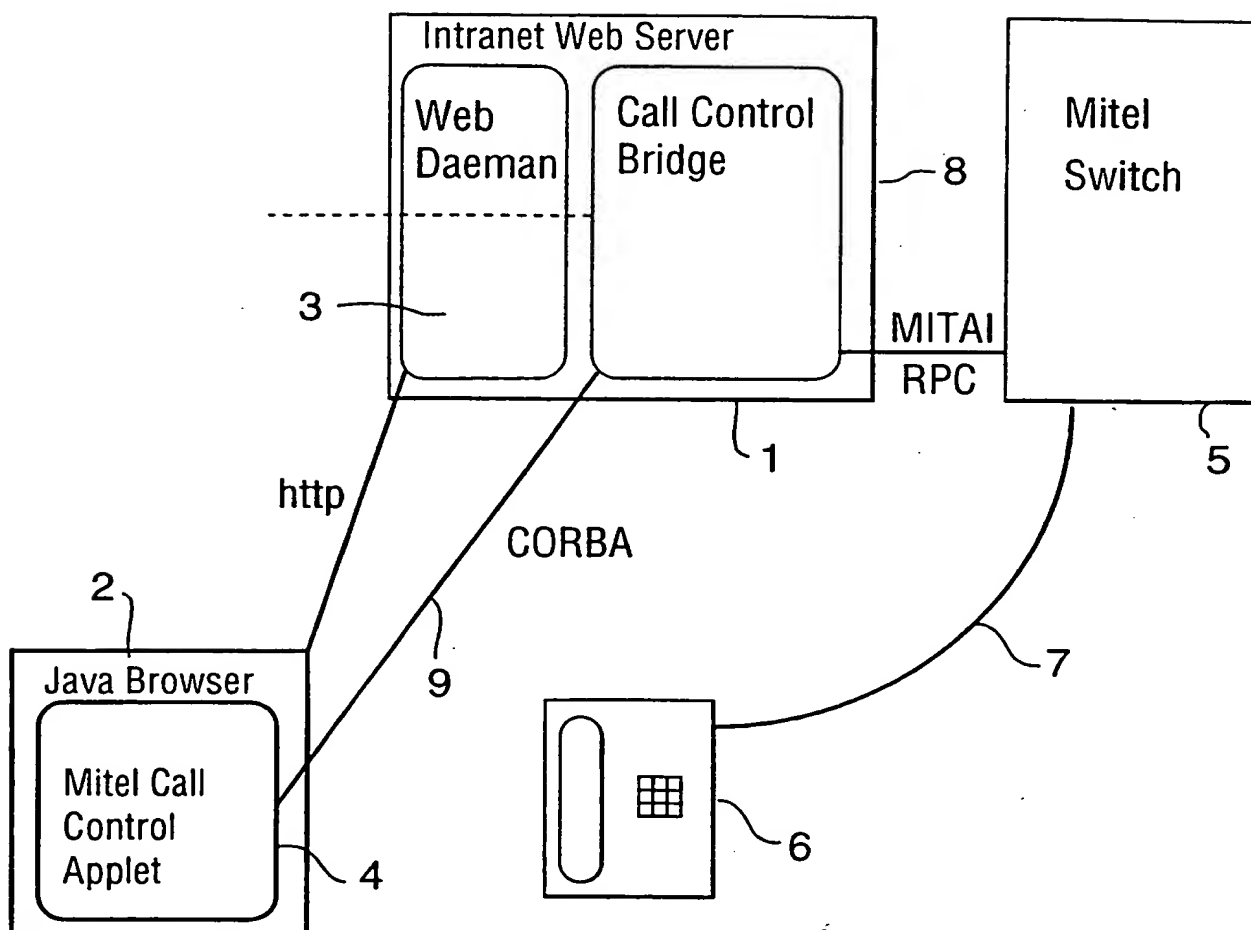 Intranet Web Server
Web
Daeman
Call Control
Bridge
Mitel
Switch
8
3
MITAI
RPC
1
5
http
CORBA
2
9
7
Java Browser
Mitel Call
Control
Applet
4
6